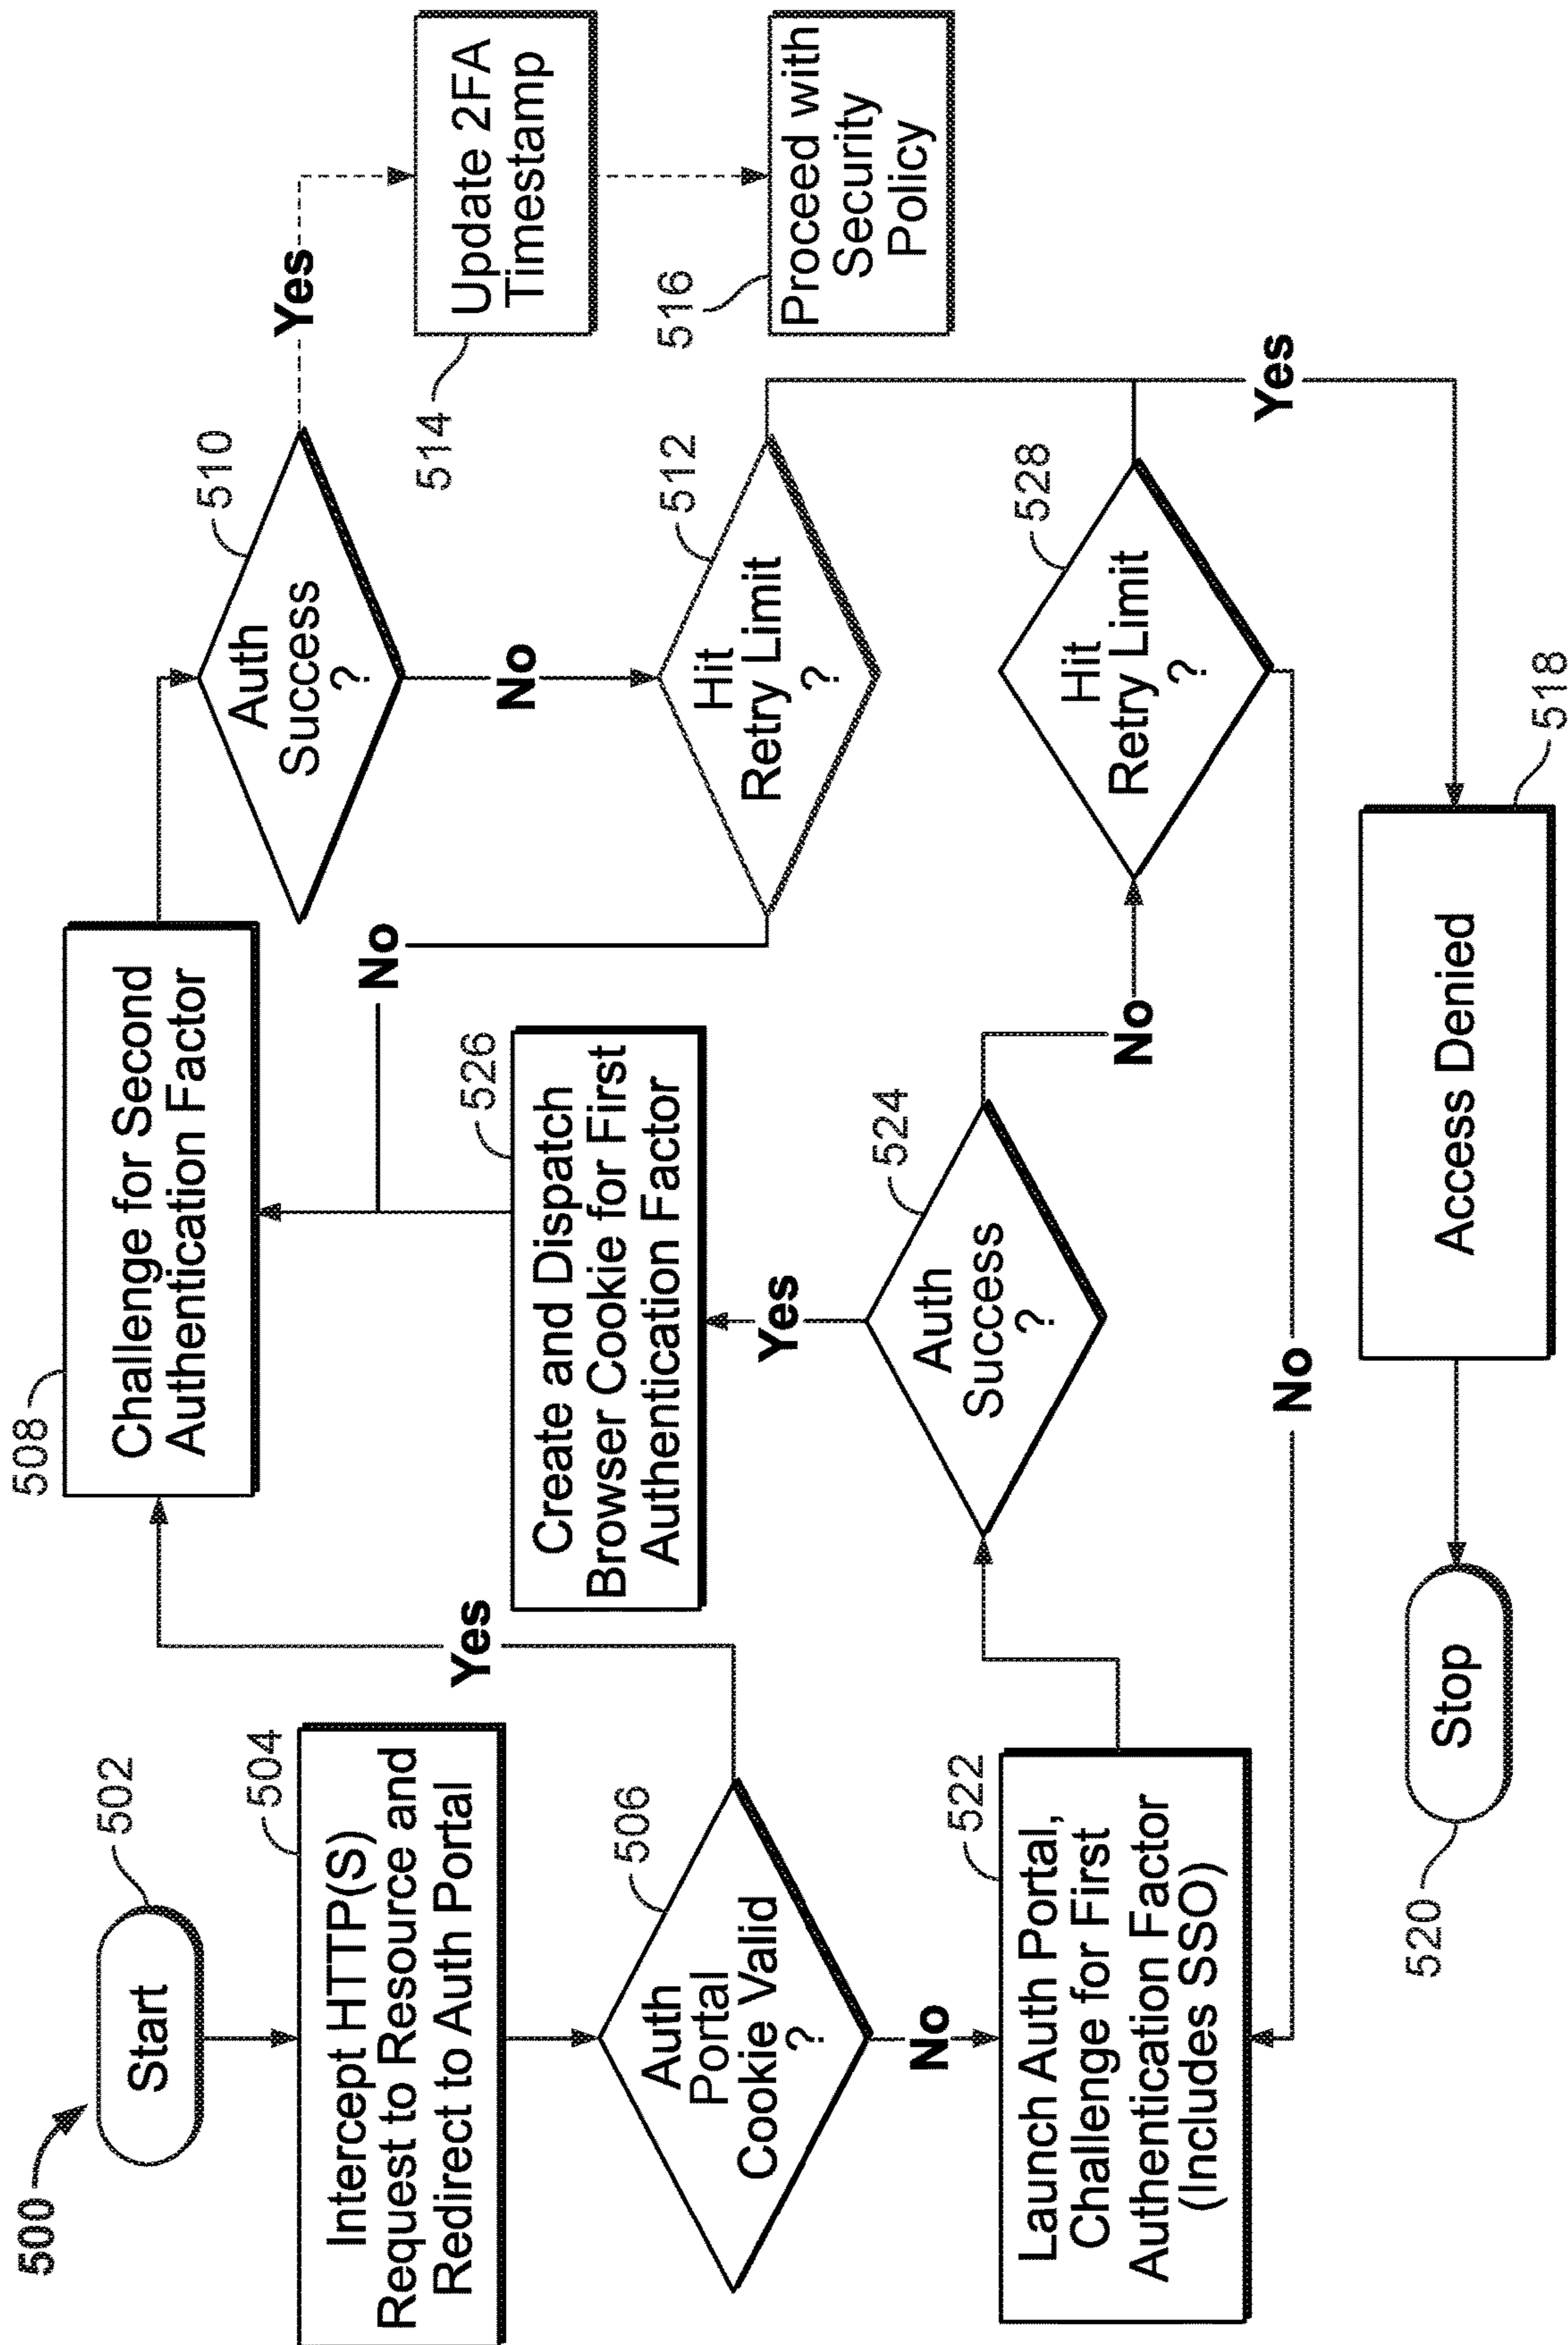 500
Start
502
Intercept HTTP(S)
Request to Resource and
Redirect to Auth Portal
504
Auth
Portal
Cookie Valid
?
506
Yes
No
Launch Auth Portal,
Challenge for First
Authentication Factor
(Includes SSO)
522
508
Challenge for Second
Authentication Factor
Create and Dispatch
Browser Cookie for First
Authentication Factor
526
Yes
Auth
Success
?
524
No
No
Auth
Success
?
510
Yes
No
Update 2FA
Timestamp
514
Proceed with
Security
Policy
516
Hit
Retry Limit
?
512
No
Hit
Retry Limit
?
528
Yes
Access Denied
518
Stop
520